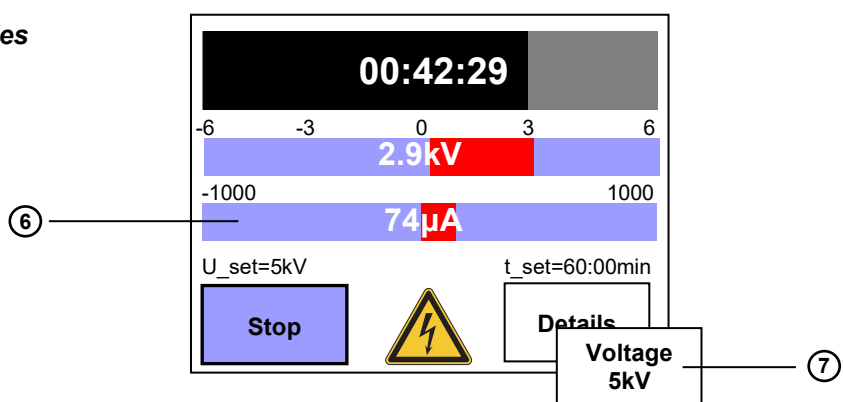 es
00:42:29
-6 -3 0 3 6
2.9kV
-1000 1000
6
74µA
U_set=5kV t_set=60:00min
Stop
Details
Voltage
5kV
7